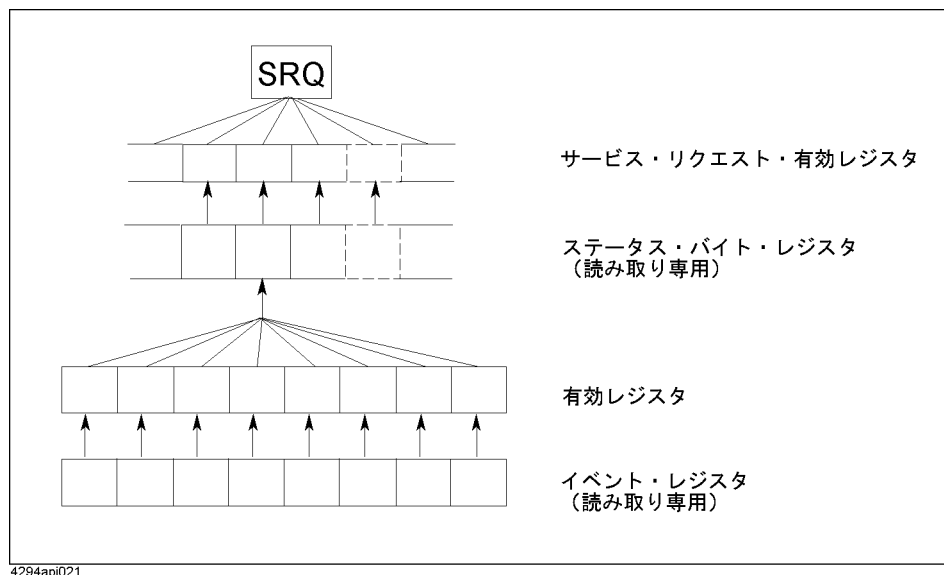 SRQ
サービス・リクエスト・有効レジスタ
ステータス・バイト・レジスタ
（読み取り専用）
有効レジスタ
イベント・レジスタ
（読み取り専用）
4294apj021